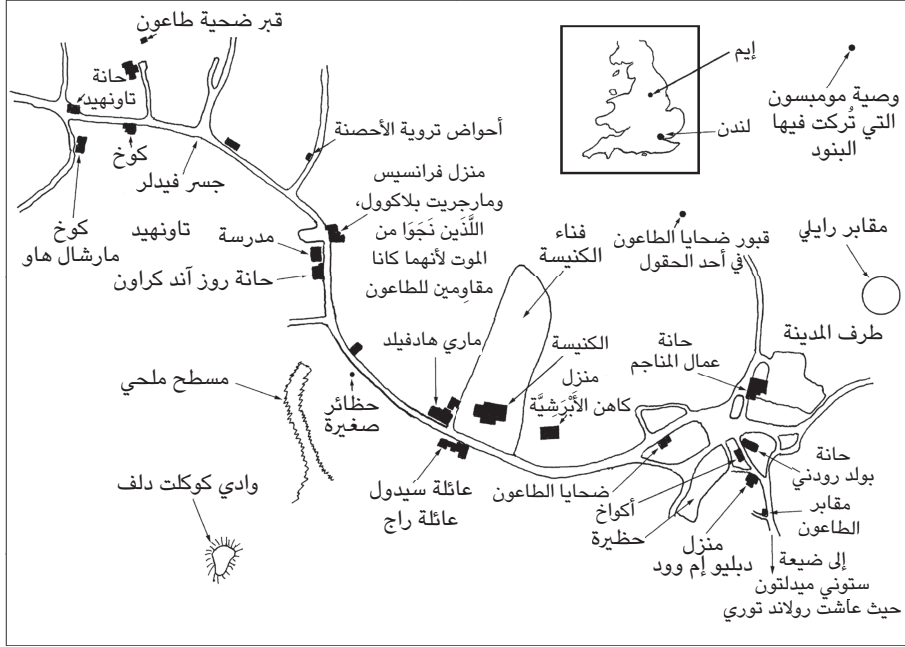 قبر ضحية طاعون
حانة
تاونهيد
كوخ
جسر فيدلر
كوخ
مارشال هاو
تاونهيد
أحواض تروية الأحصنة
منزل فرانسيس
ومارجريت بلاكوول،
اللَّذَين نَجَوَا من
الموت لأنهما كانا
مقاوِمين للطاعون
مدرسة
حانة روز آند كراون
إيم
لندن
وصية مومبسون
التي تُركت فيها
البنود
قبور ضحايا الطاعون
في أحد الحقول
مقابر رايلي
طرف المدينة
فناء
الكنيسة
ماري هادفيلد
الكنيسة
منزل
كاهن الأَبْرَشِيَّة
حانة
عمال المناجم
مسطح ملحي
حظائر
صغيرة
وادي كوكلت دلف
عائلة سيدول
عائلة راج
ضحايا الطاعون
أكواخ
حظيرة
منزل
دبليو إم وود
حانة
بولد رودني
مقابر
الطاعون
إلى ضيعة
ستوني ميدلتون
حيث عاشت رولاند توري